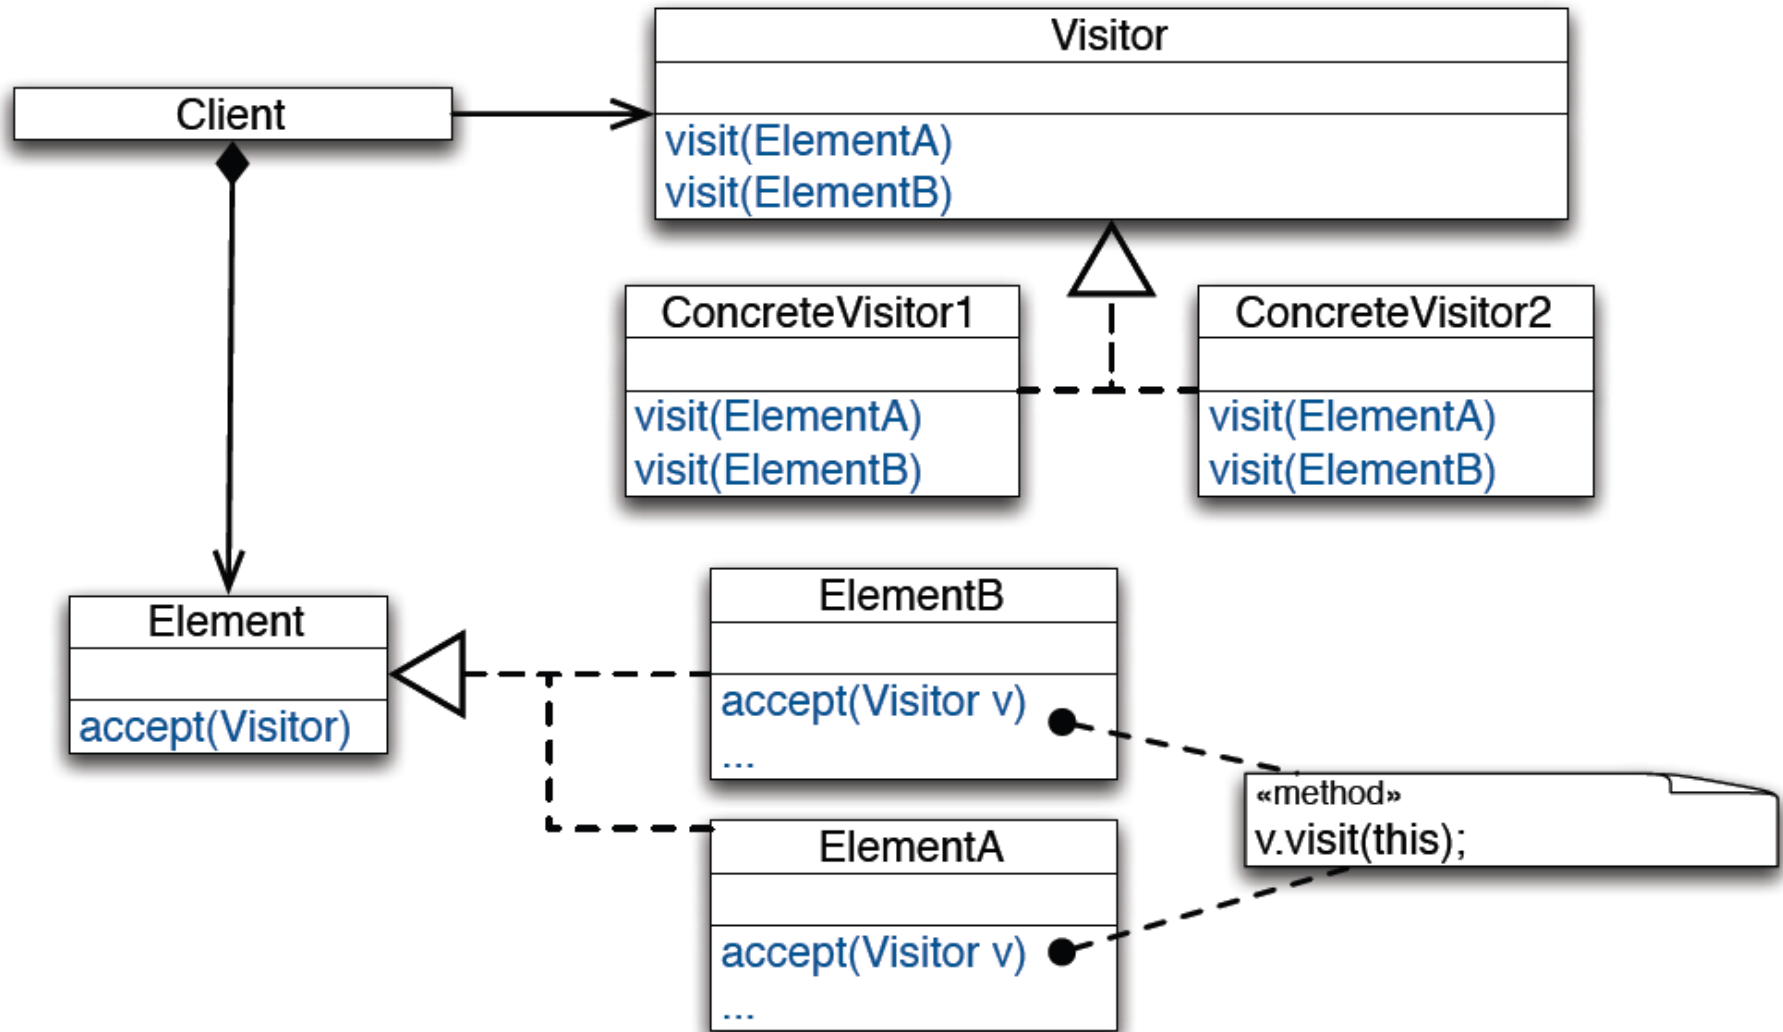 Visitor
visit(ElementA)
visit(ElementB)
Client
ConcreteVisitor1
visit(ElementA)
visit(ElementB)
ConcreteVisitor2
visit(ElementA)
visit(ElementB)
Element
accept(Visitor)
ElementB
accept(Visitor v)
...
«method»
v.visit(this);
ElementA
accept(Visitor v)
...